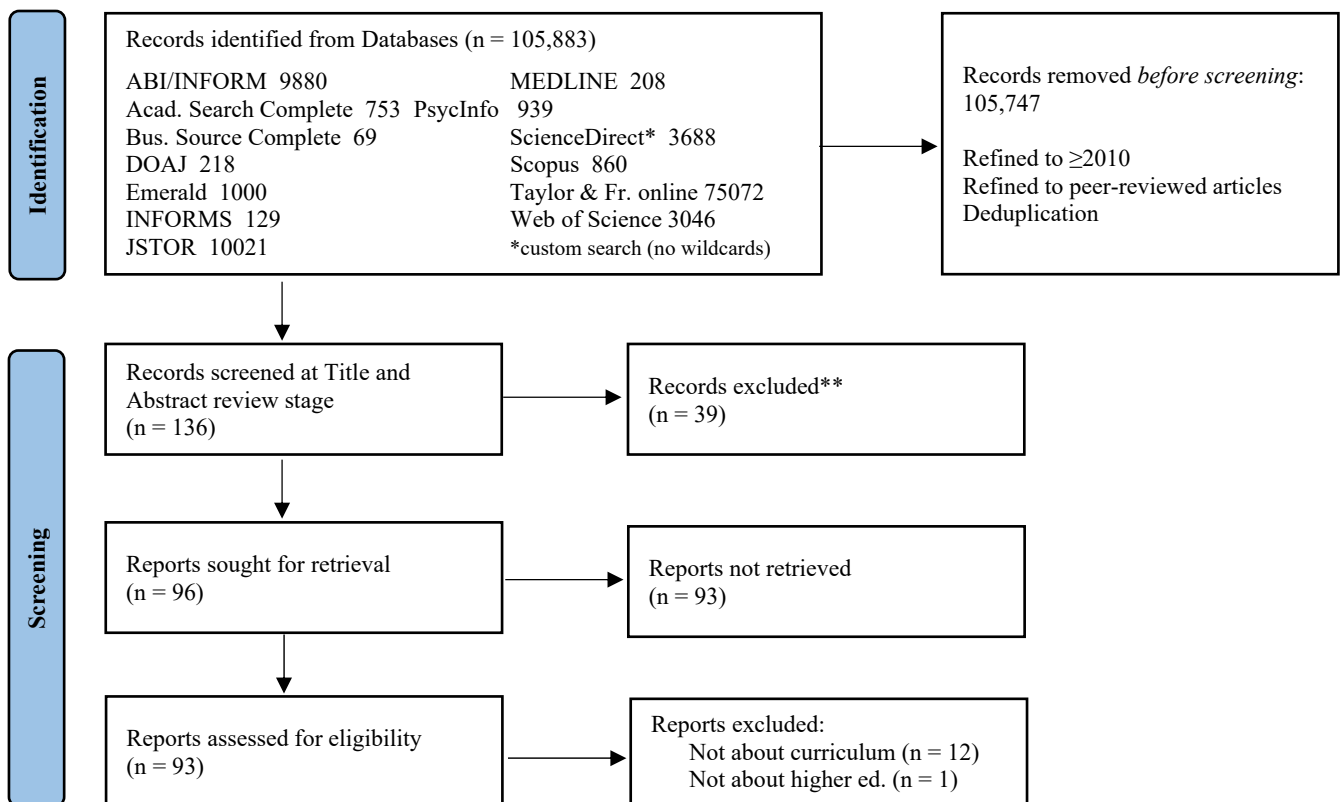 Identification
Records identified from Databases (n = 105,883)
ABI/INFORM 9880 MEDLINE 208
Acad. Search Complete 753 PsycInfo 939
Bus. Source Complete 69 ScienceDirect* 3688
DOAJ 218 Scopus 860
Emerald 1000 Taylor & Fr. online 75072
INFORMS 129 Web of Science 3046
JSTOR 10021 *custom search (no wildcards)
Records removed before screening:
105,747
Refined to ≥2010
Refined to peer-reviewed articles
Deduplication
Screening
Records screened at Title and
Abstract review stage
(n = 136)
Records excluded**
(n = 39)
Reports sought for retrieval
(n = 96)
Reports not retrieved
(n = 93)
Reports assessed for eligibility
(n = 93)
Reports excluded:
Not about curriculum (n = 12)
Not about higher ed. (n = 1)